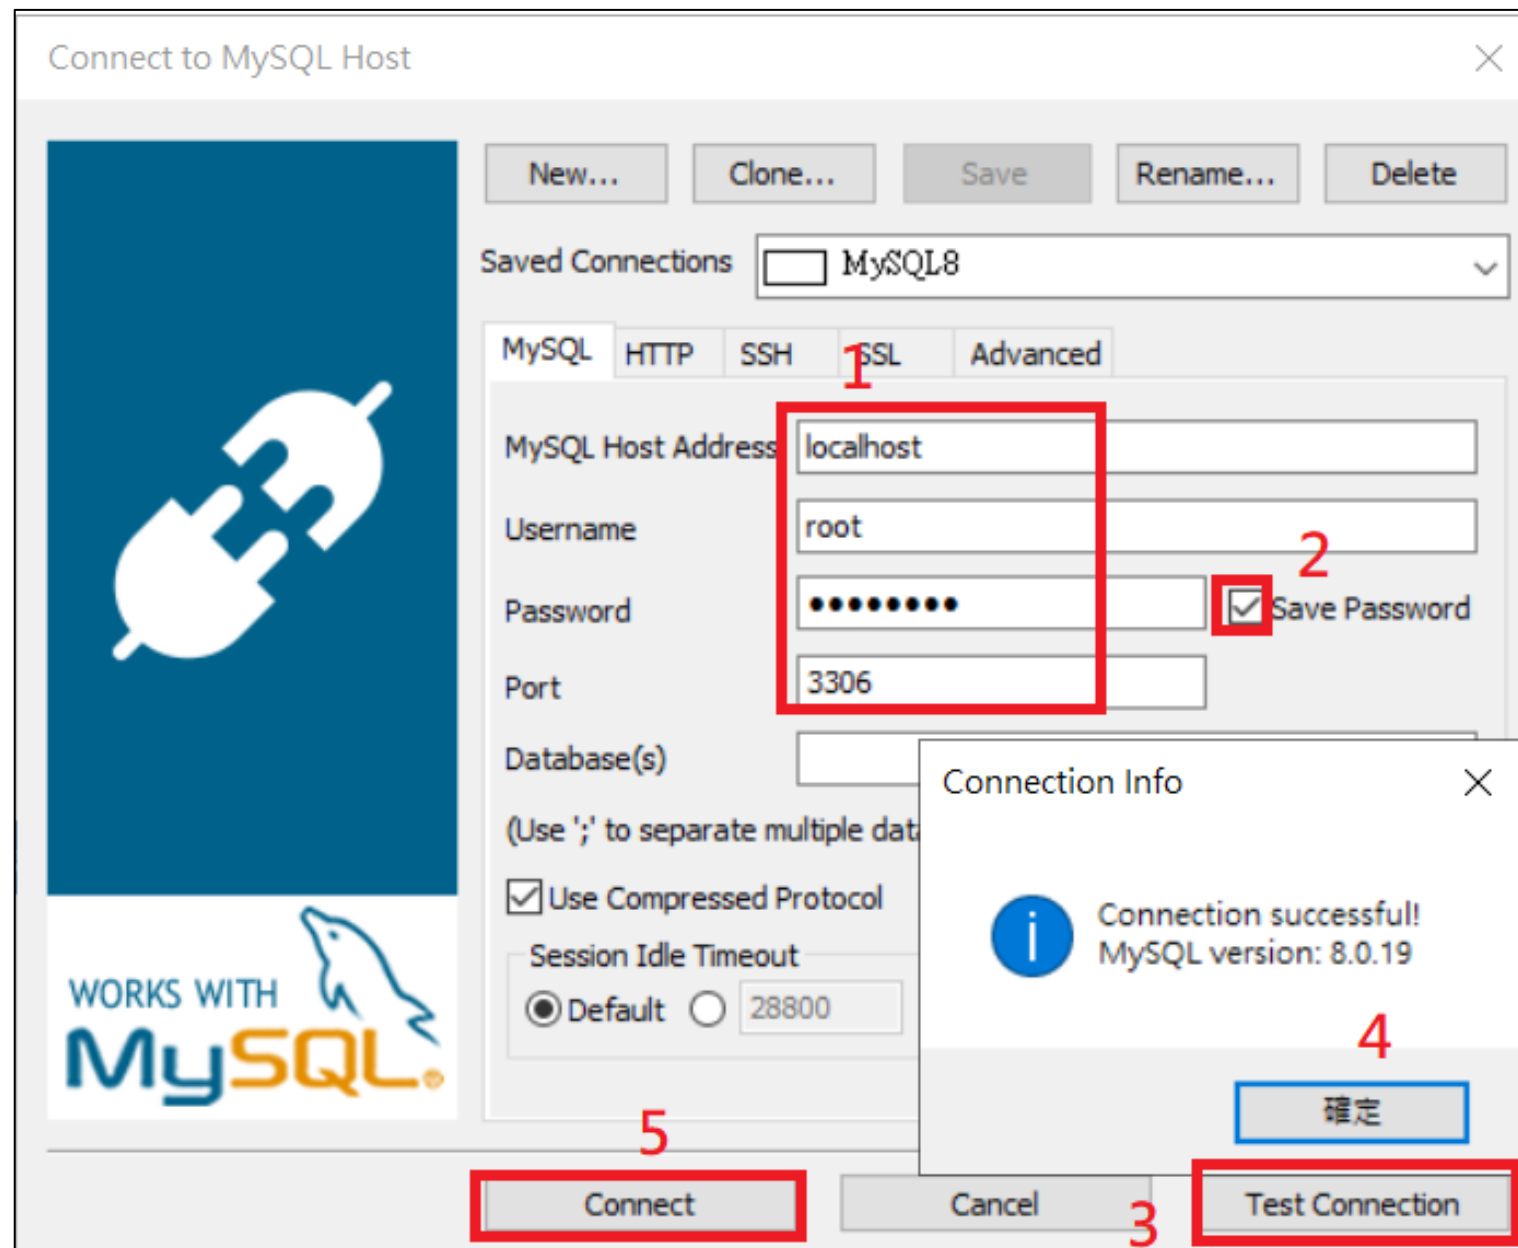 Connect to MySQL Host
New... Clone... Save Rename... Delete
Saved Connections MySQL8
MySQL HTTP SSH SSL Advanced
1
MySQL Host Address localhost
Username root
2
Password •••••••• Save Password
Port 3306
Database(s)
(Use ';' to separate multiple data
Use Compressed Protocol
Session Idle Timeout
Default 28800
Connection Info
Connection successful!
MySQL version: 8.0.19
4
確定
WORKS WITH
MySQL
5
Connect Cancel 3 Test Connection